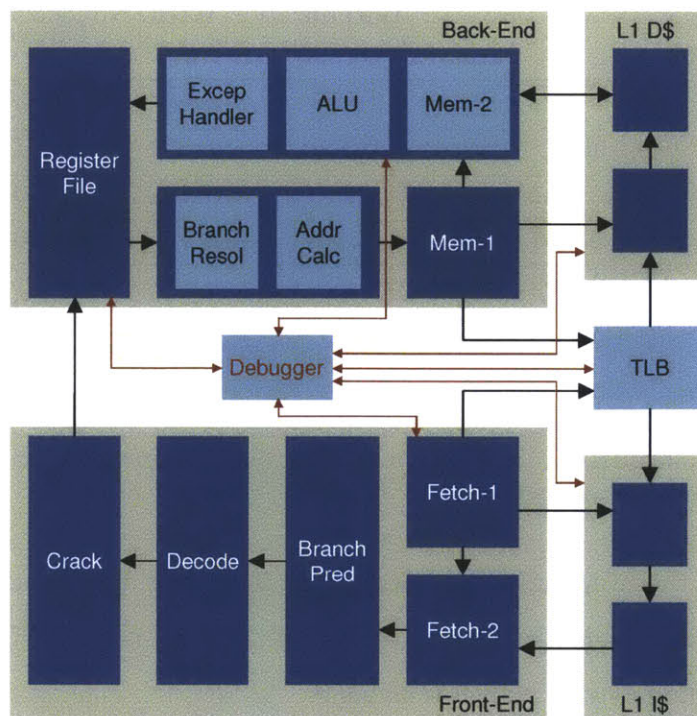 Back-End
L1 D$
Excep
Handler
ALU
Mem-2
Register
File
Branch
Resol
Addr
Calc
Mem-1
Debugger
TLB
Fetch-1
Crack
Decode
Branch
Pred
Fetch-2
Front-End
L1 I$